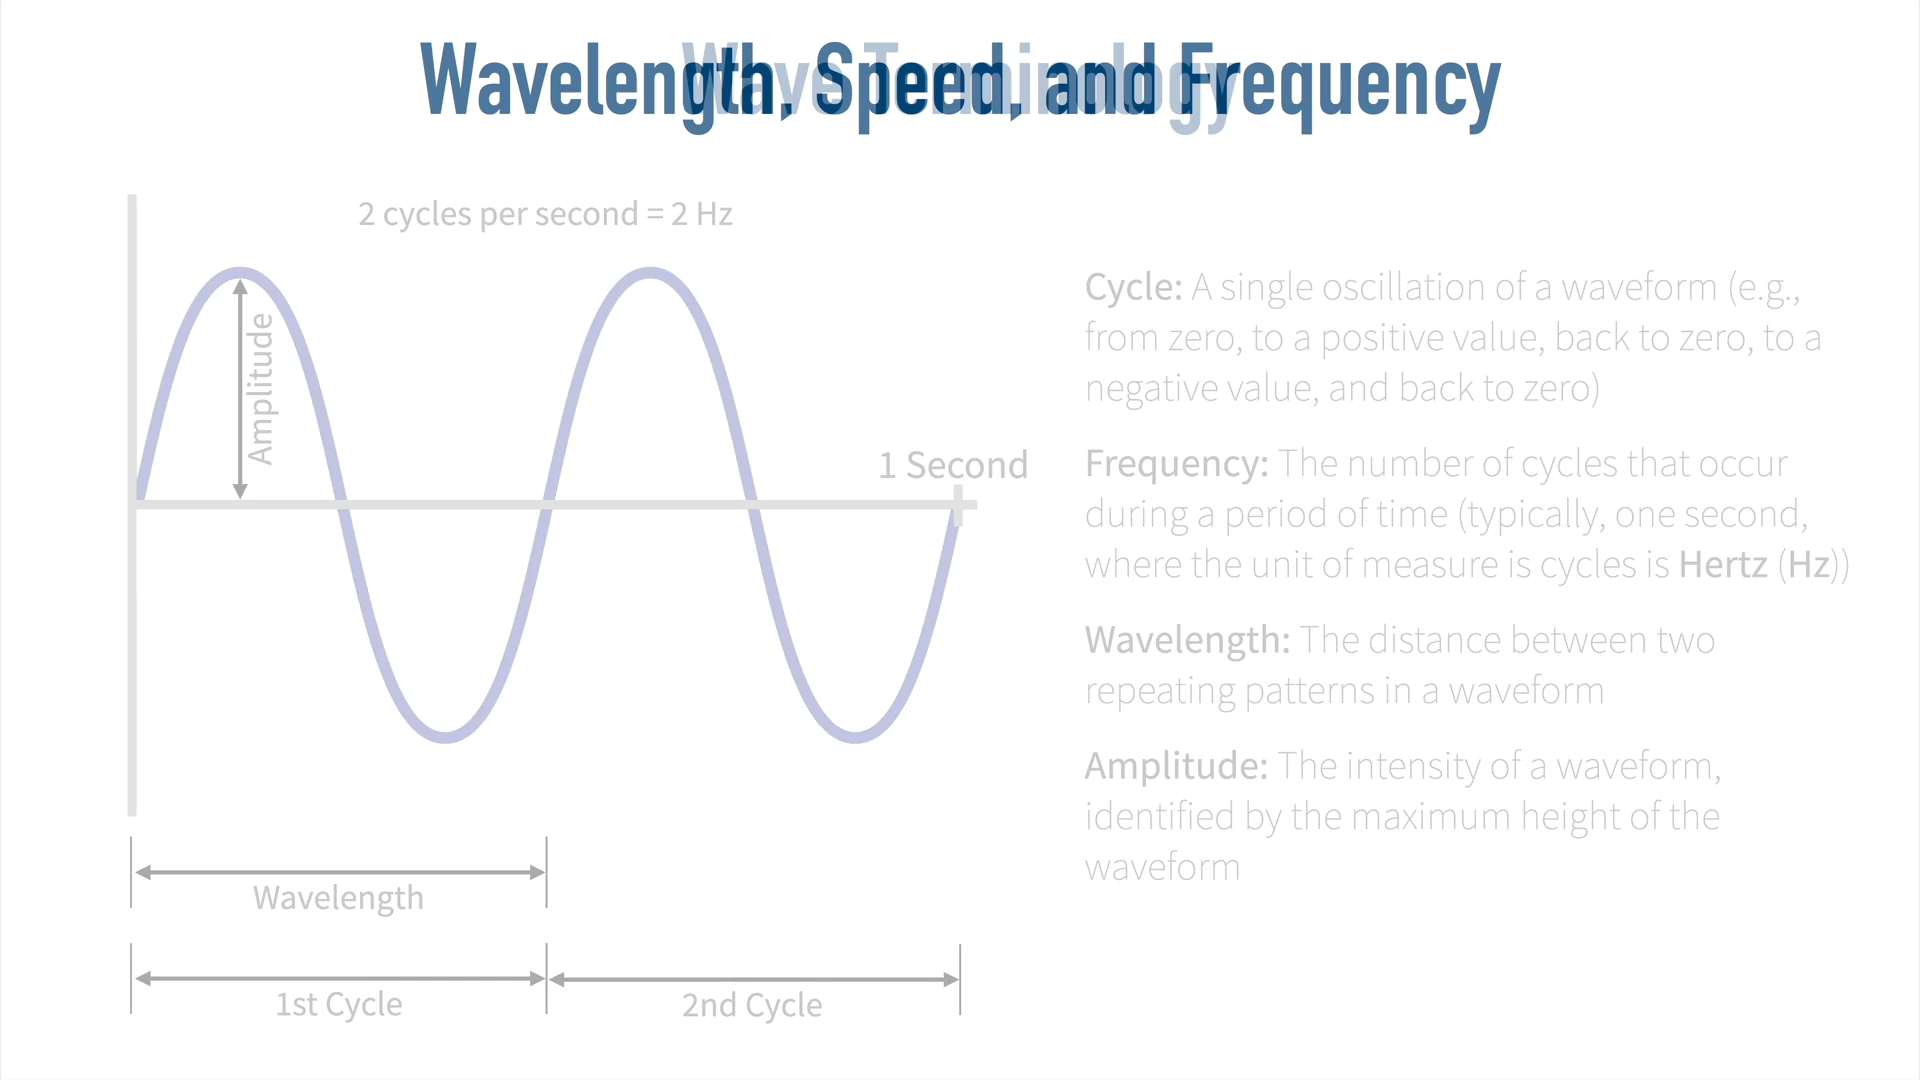 Wavelength, Speed, and Frequency
Wave Terminology
2 cycles per second = 2 Hz
Amplitude
1 Second
Wavelength
1st Cycle
2nd Cycle
Cycle: A single oscillation of a waveform (e.g.,
from zero, to a positive value, back to zero, to a
negative value, and back to zero)
Frequency: The number of cycles that occur
during a period of time (typically, one second,
where the unit of measure is cycles is Hertz (Hz))
Wavelength: The distance between two
repeating patterns in a waveform
Amplitude: The intensity of a waveform,
identified by the maximum height of the
waveform